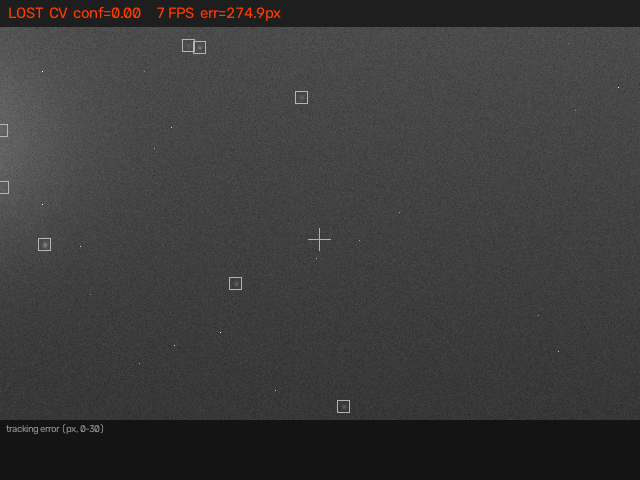 LOST CV conf=0.00 7 FPS err=274.9px
tracking error (px, 0-30)